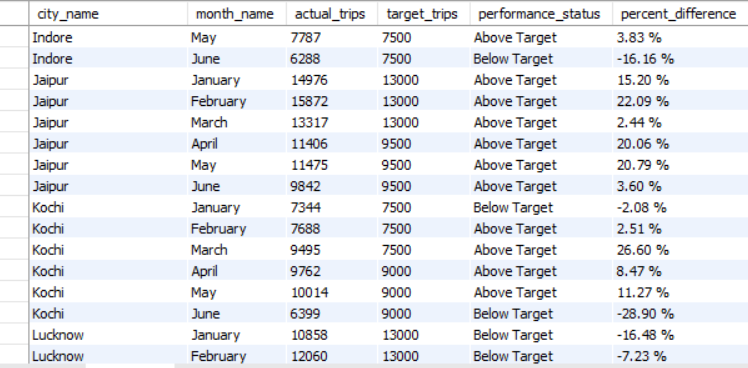 city_name month_name actual_trips target_trips performance_status percent_difference
Indore May 7787 7500 Above Target 3.83 %
Indore June 6288 7500 Below Target -16.16 %
Jaipur January 14976 13000 Above Target 15.20 %
Jaipur February 15872 13000 Above Target 22.09 %
Jaipur March 13317 13000 Above Target 2.44 %
Jaipur April 11406 9500 Above Target 20.06 %
Jaipur May 11475 9500 Above Target 20.79 %
Jaipur June 9842 9500 Above Target 3.60 %
Kochi January 7344 7500 Below Target -2.08 %
Kochi February 7688 7500 Above Target 2.51 %
Kochi March 9495 7500 Above Target 26.60 %
Kochi April 9762 9000 Above Target 8.47 %
Kochi May 10014 9000 Above Target 11.27 %
Kochi June 6399 9000 Below Target -28.90 %
Lucknow January 10858 13000 Below Target -16.48 %
Lucknow February 12060 13000 Below Target -7.23 %